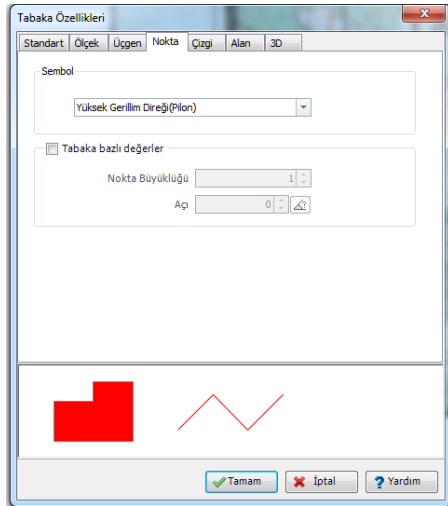 Tabaka Özellikleri
Standart Ölçek Üçgen Nokta Çizgi Alan 3D
Sembol
Yüksek Gerillim Direği(Pilon)
Tabaka bazlı değerler
Nokta Büyüklüğü 1
Açı 0
Tamam İptal Yardım